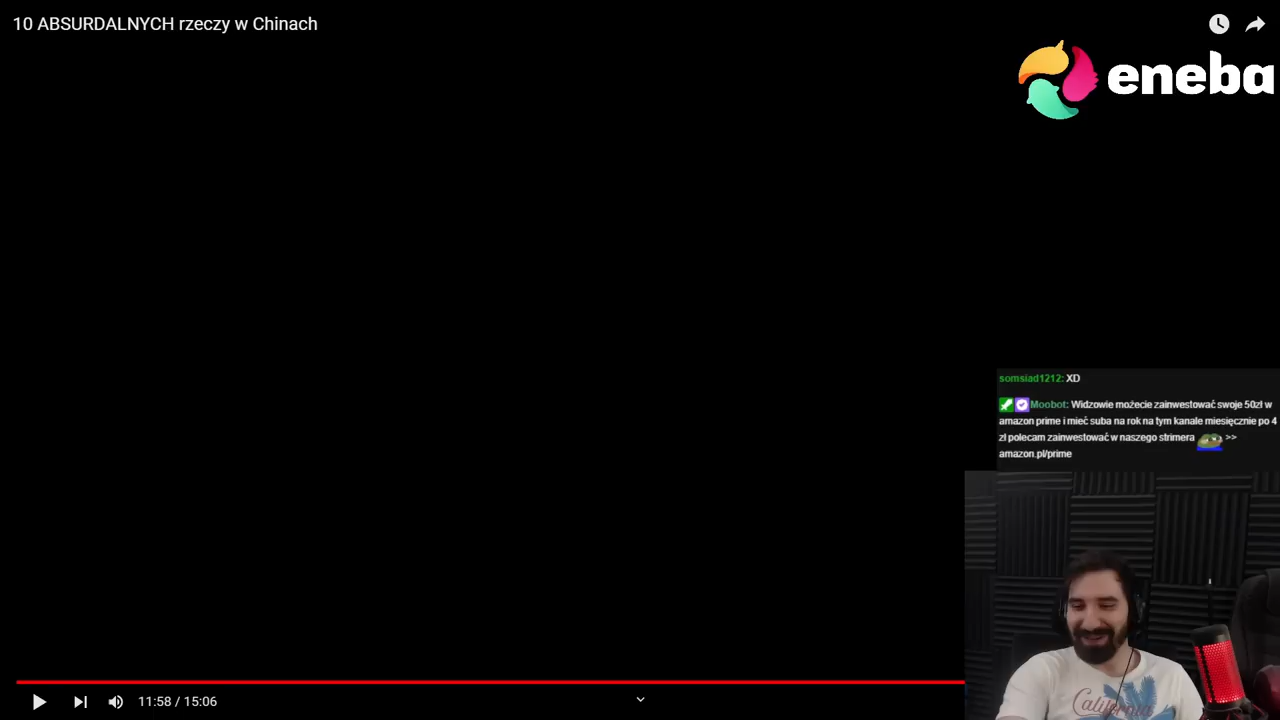 10 ABSURDALNYCH rzeczy w Chinach
eneba
somsiad1212: XD
Moobot: Widzowie możecie zainwestować swoje 50zł w
amazon prime i mieć suba na rok na tym kanale miesięcznie po 4
zł polecam zainwestować w naszego strimera >>
amazon.pl/prime
California
11:58 / 15:06